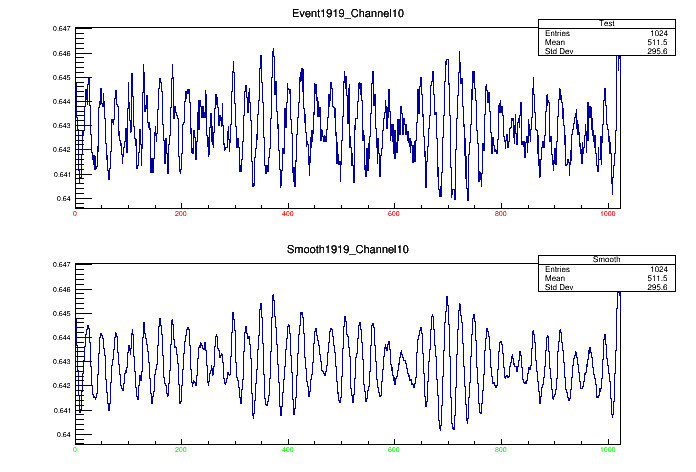 Event1919_Channel10
Test
Entries 1024
Mean 511.5
Std Dev 295.6
0.647
0.646
0.645
0.644
0.643
0.642
0.641
0.64
0 200 400 600 800 1000
Smooth1919_Channel10
Smooth
Entries 1024
Mean 511.5
Std Dev 295.6
0.647
0.646
0.645
0.644
0.643
0.642
0.641
0.64
0 200 400 600 800 1000